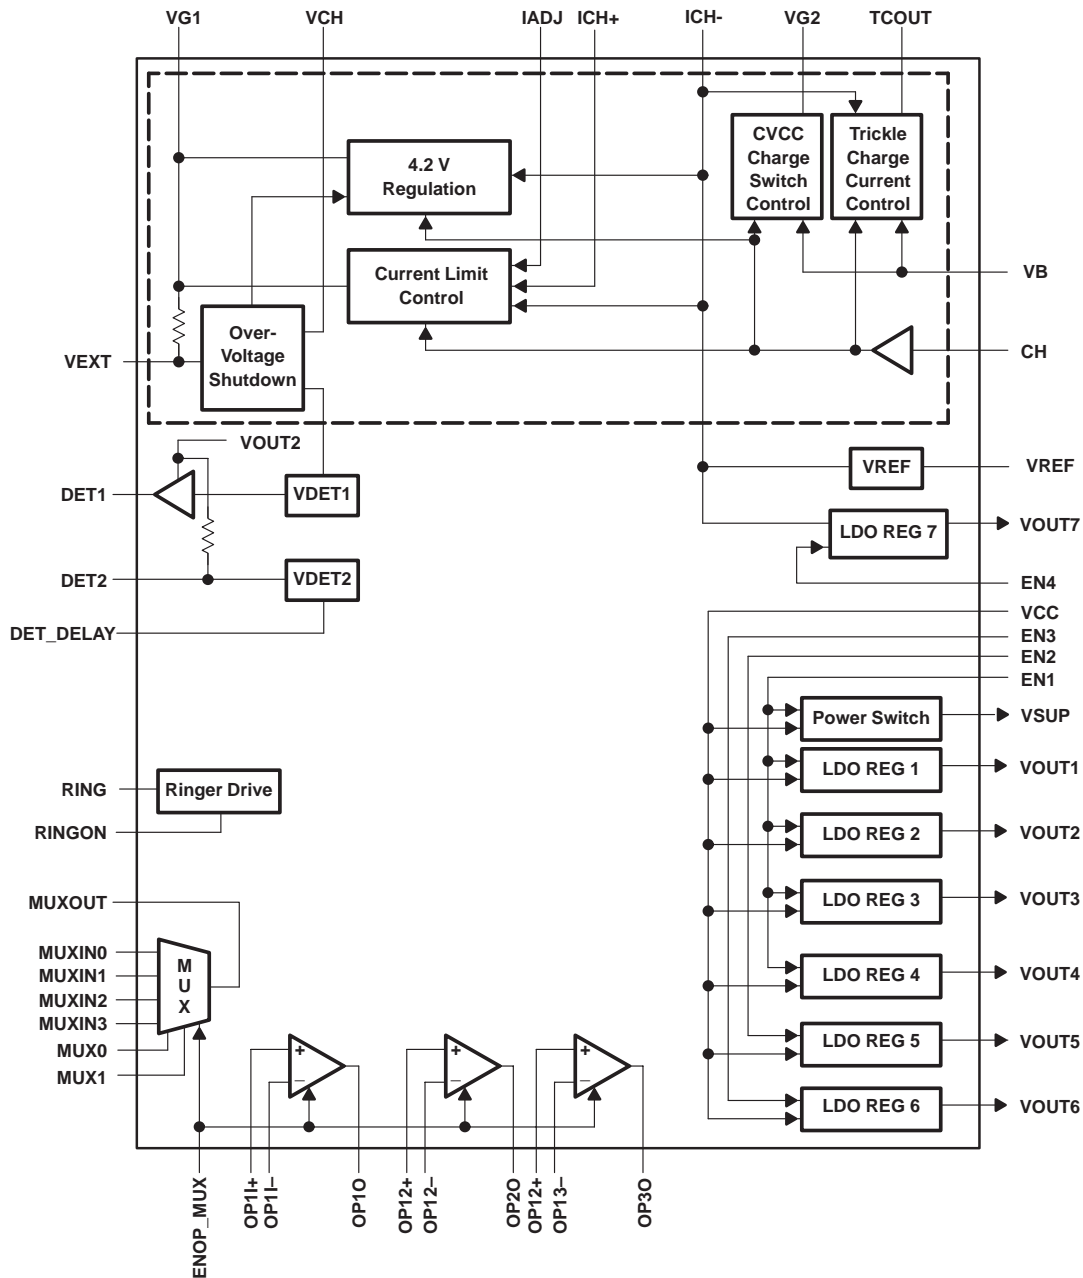 VG1
VCH
IADJ
ICH+
ICH-
VG2
TCOUT
4.2 V
Regulation
CVCC
Charge
Switch
Control
Trickle
Charge
Current
Control
Current Limit
Control
VB
Over-
Voltage
Shutdown
VEXT
CH
VOUT2
VREF
VREF
DET1
VDET1
LDO REG 7
VOUT7
DET2
VDET2
EN4
DET_DELAY
VCC
EN3
EN2
EN1
Power Switch
VSUP
LDO REG 1
VOUT1
RING
Ringer Drive
RINGON
LDO REG 2
VOUT2
LDO REG 3
VOUT3
MUXOUT
MUXIN0
MUXIN1
MUXIN2
MUXIN3
MUX0
MUX1
M
U
X
LDO REG 4
VOUT4
LDO REG 5
VOUT5
LDO REG 6
VOUT6
+
–
+
–
+
–
ENOP_MUX
OP1I+
OP1I–
OP1O
OP12+
OP12–
OP2O
OP12+
OP13–
OP3O